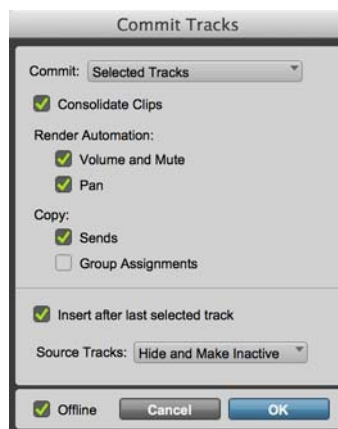 Commit Tracks
Commit: Selected Tracks
Consolidate Clips
Render Automation:
Volume and Mute
Pan
Copy:
Sends
Group Assignments
Insert after last selected track
Source Tracks: Hide and Make Inactive
Offline Cancel OK